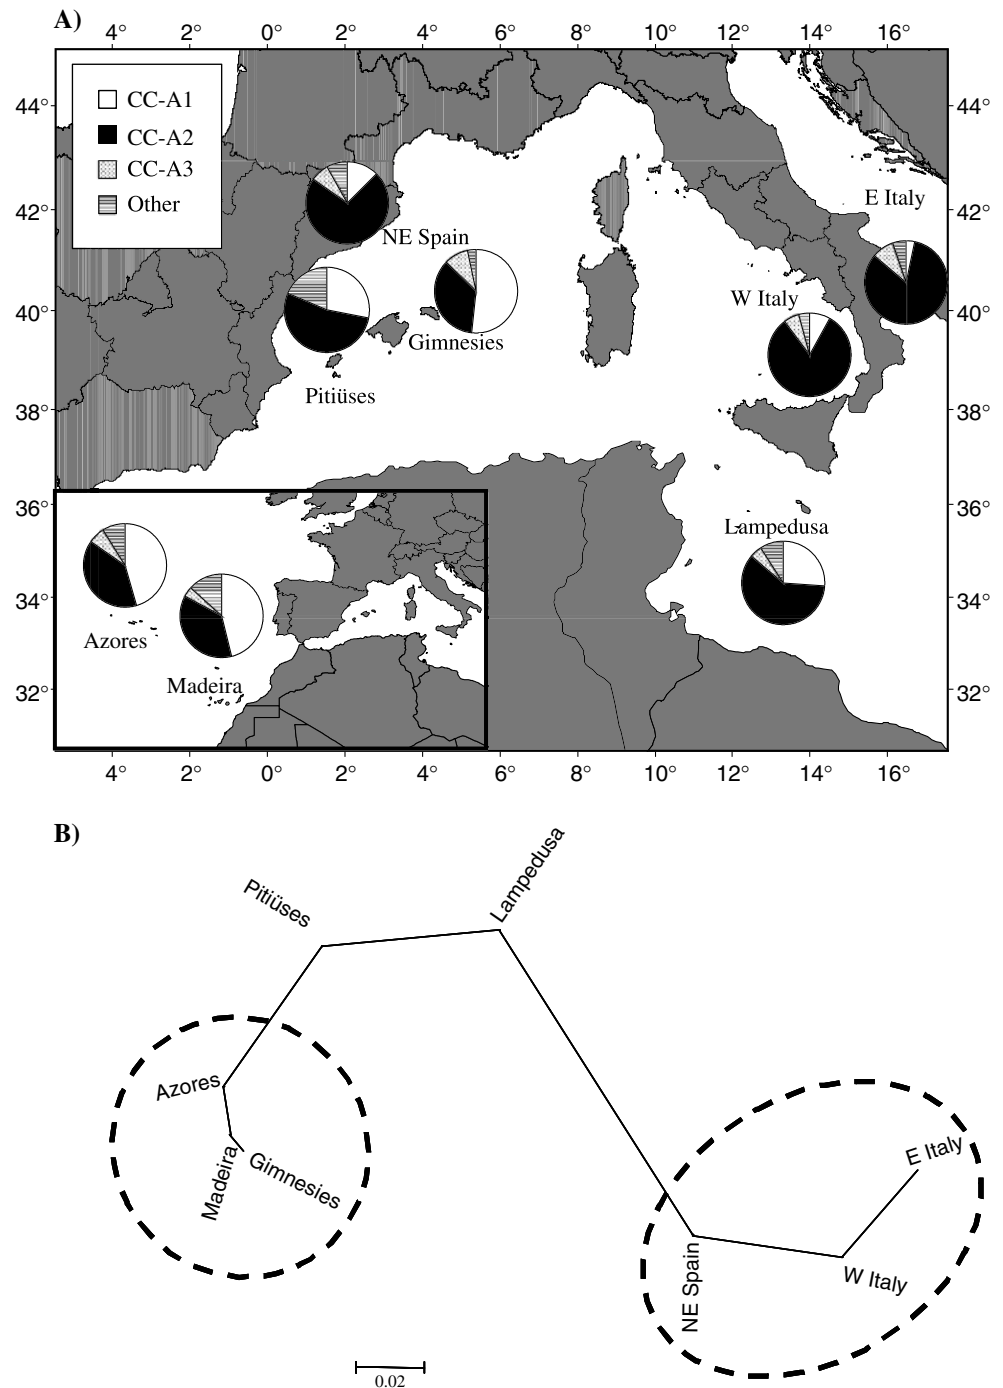 A)
4° 2° 0° 2° 4° 6° 8° 10° 12° 14° 16°
CC-A1
CC-A2
CC-A3
Other
44° 44°
42° 42°
40° 40°
38° 38°
36° 36°
34° 34°
32° 32°
E Italy
NE Spain
W Italy
Gimnesies
Pitiüses
Lampedusa
Azores
Madeira
4° 2° 0° 2° 4° 6° 8° 10° 12° 14° 16°
B)
Pitiüses
Lampedusa
Azores
Madeira
Gimnesies
E Italy
NE Spain
W Italy
0.02